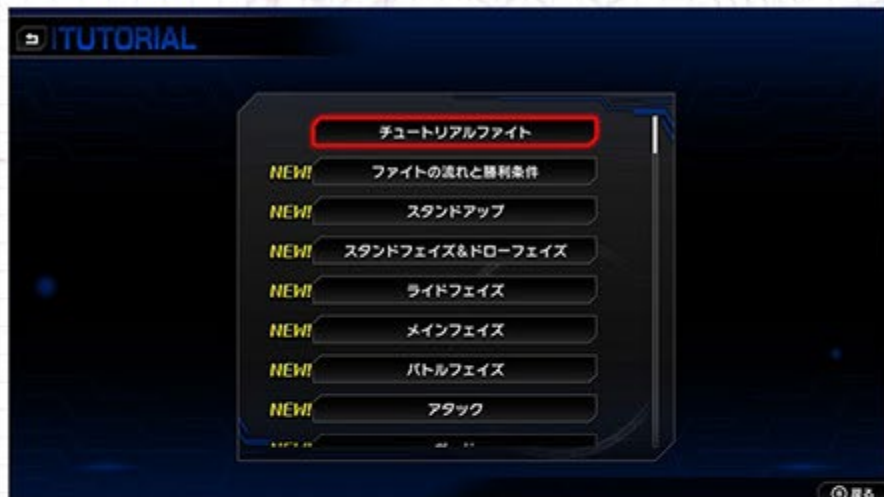 TUTORIAL
チュートリアルファイト
NEW! ファイトの流れと勝利条件
NEW! スタンドアップ
NEW! スタンドフェイズ&ドローフェイズ
NEW! ライドフェイズ
NEW! メインフェイズ
NEW! バトルフェイズ
NEW! アタック
戻る